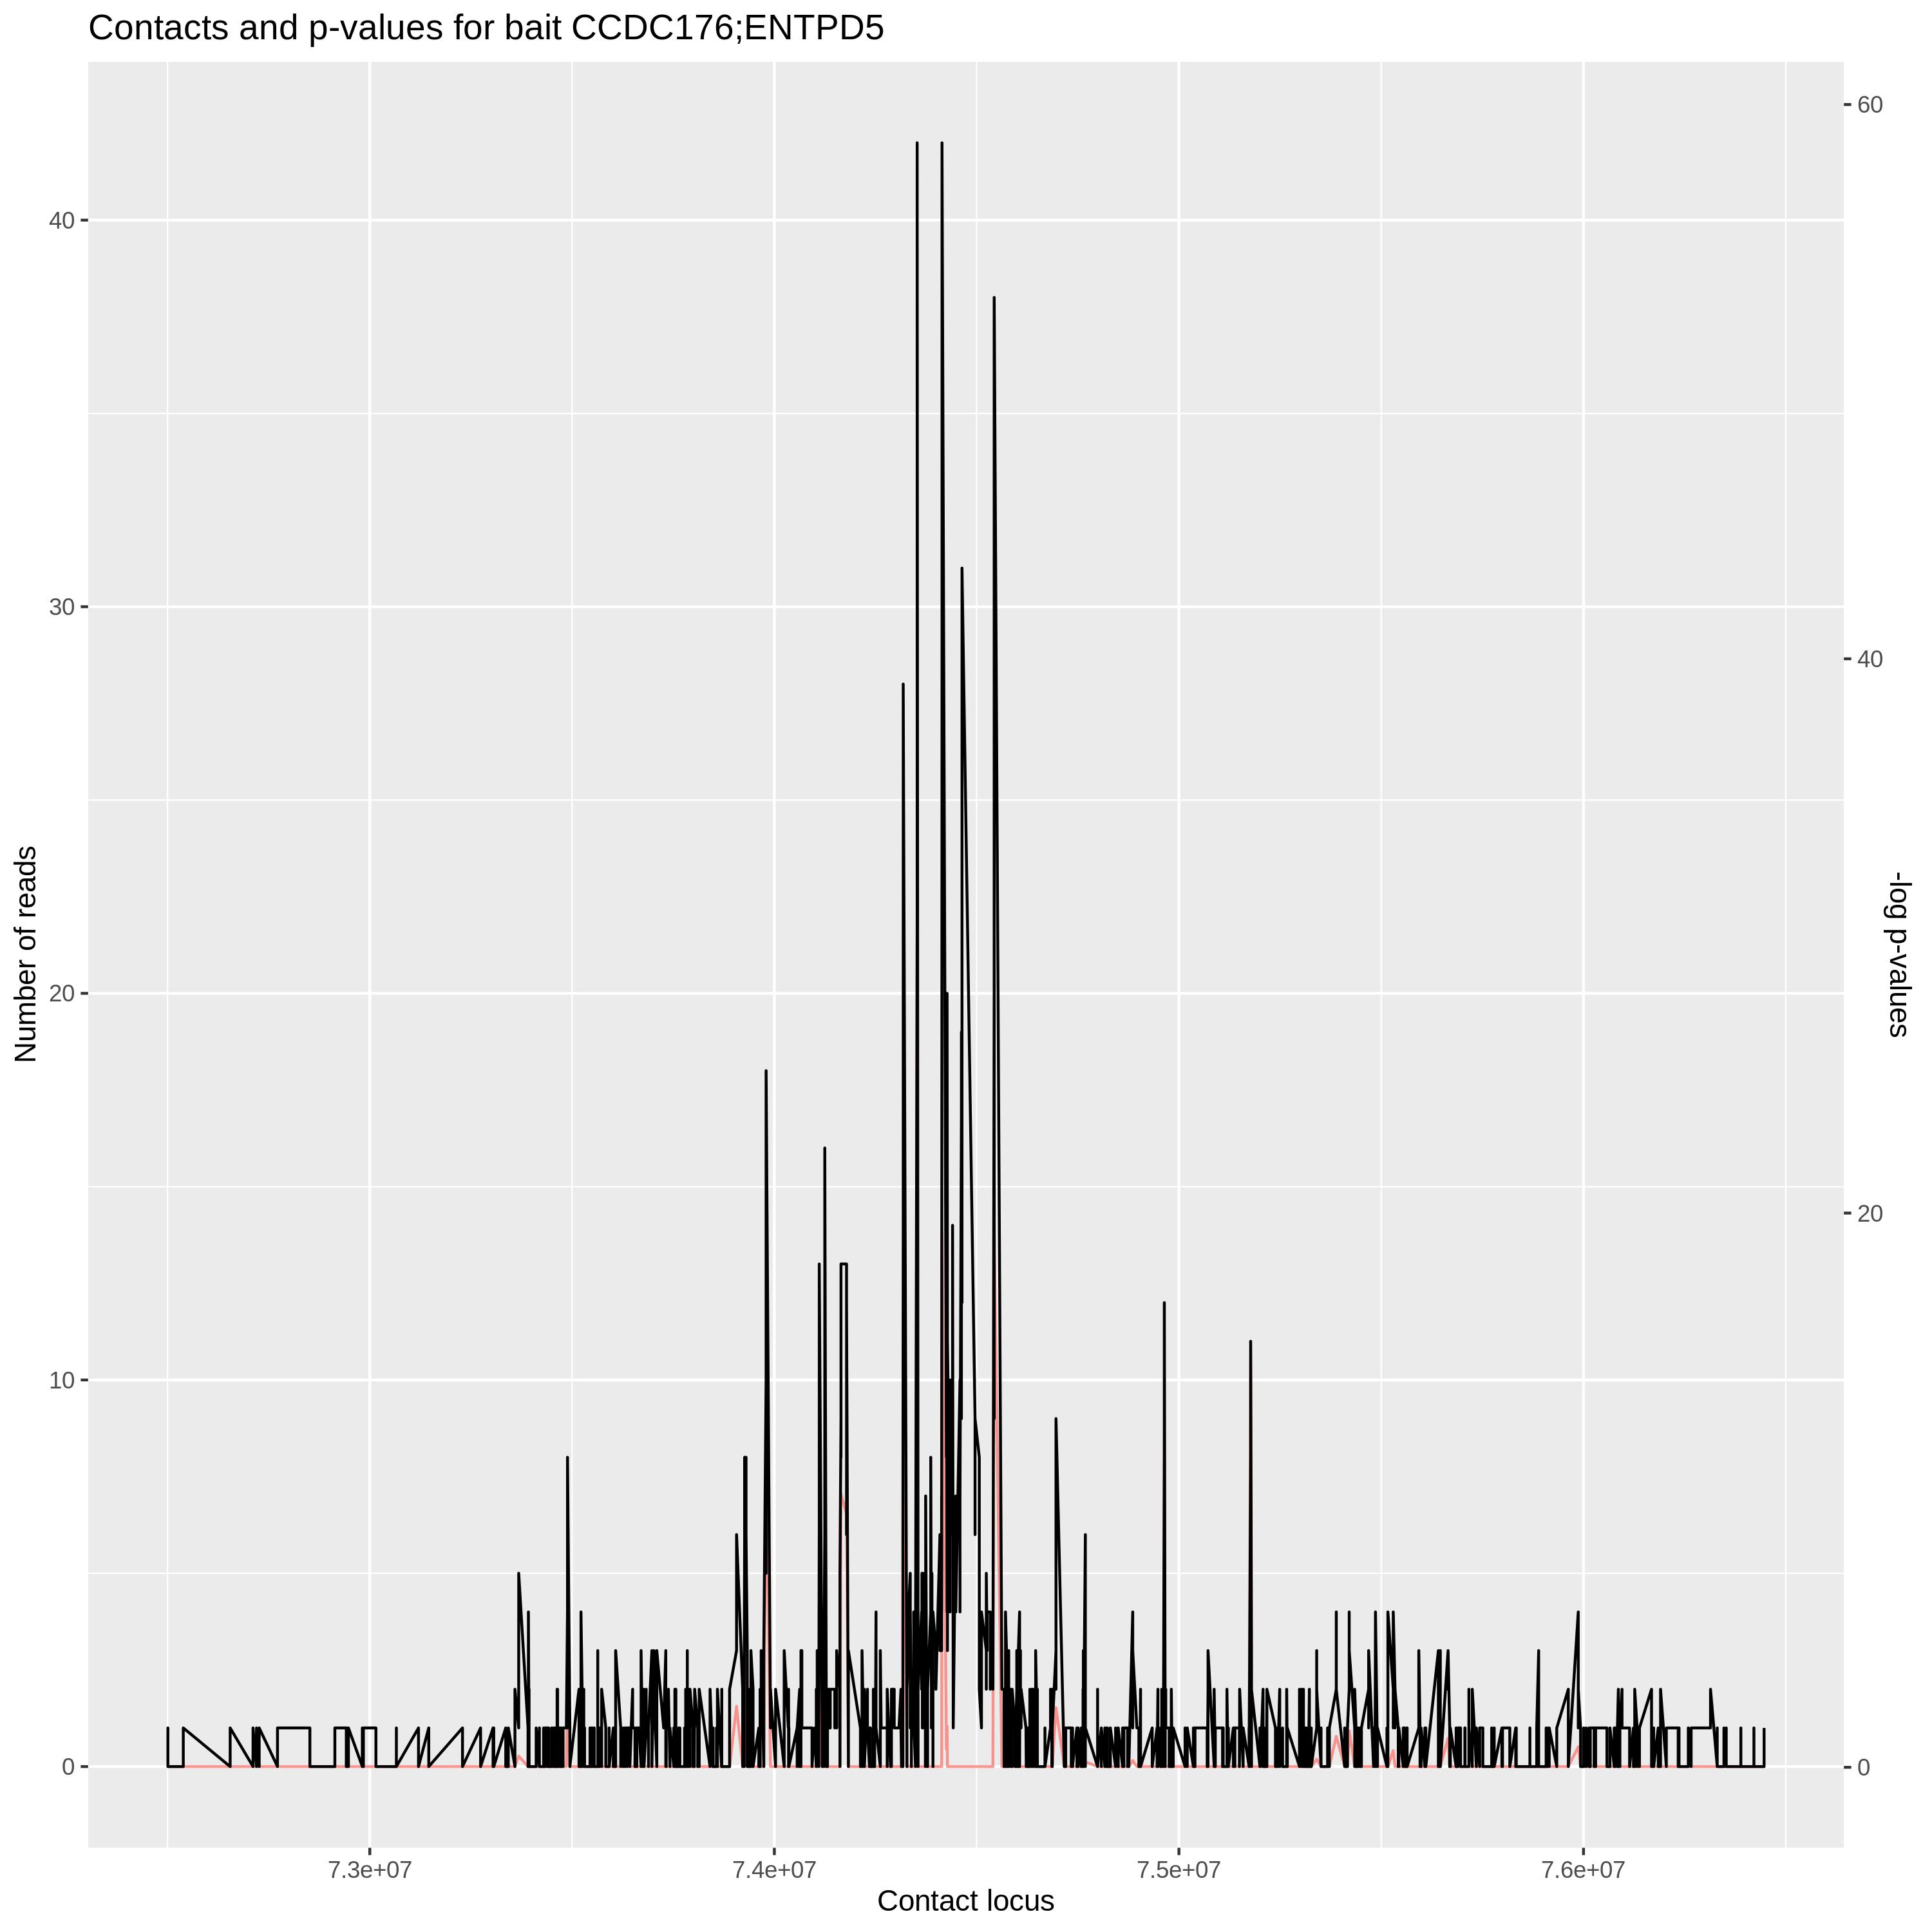 Contacts and p-values for bait CCDC176;ENTPD5
60
40
40
30
20
20
10
0
0
Number of reads
-log p-values
7.3e+07
7.4e+07
7.5e+07
7.6e+07
Contact locus